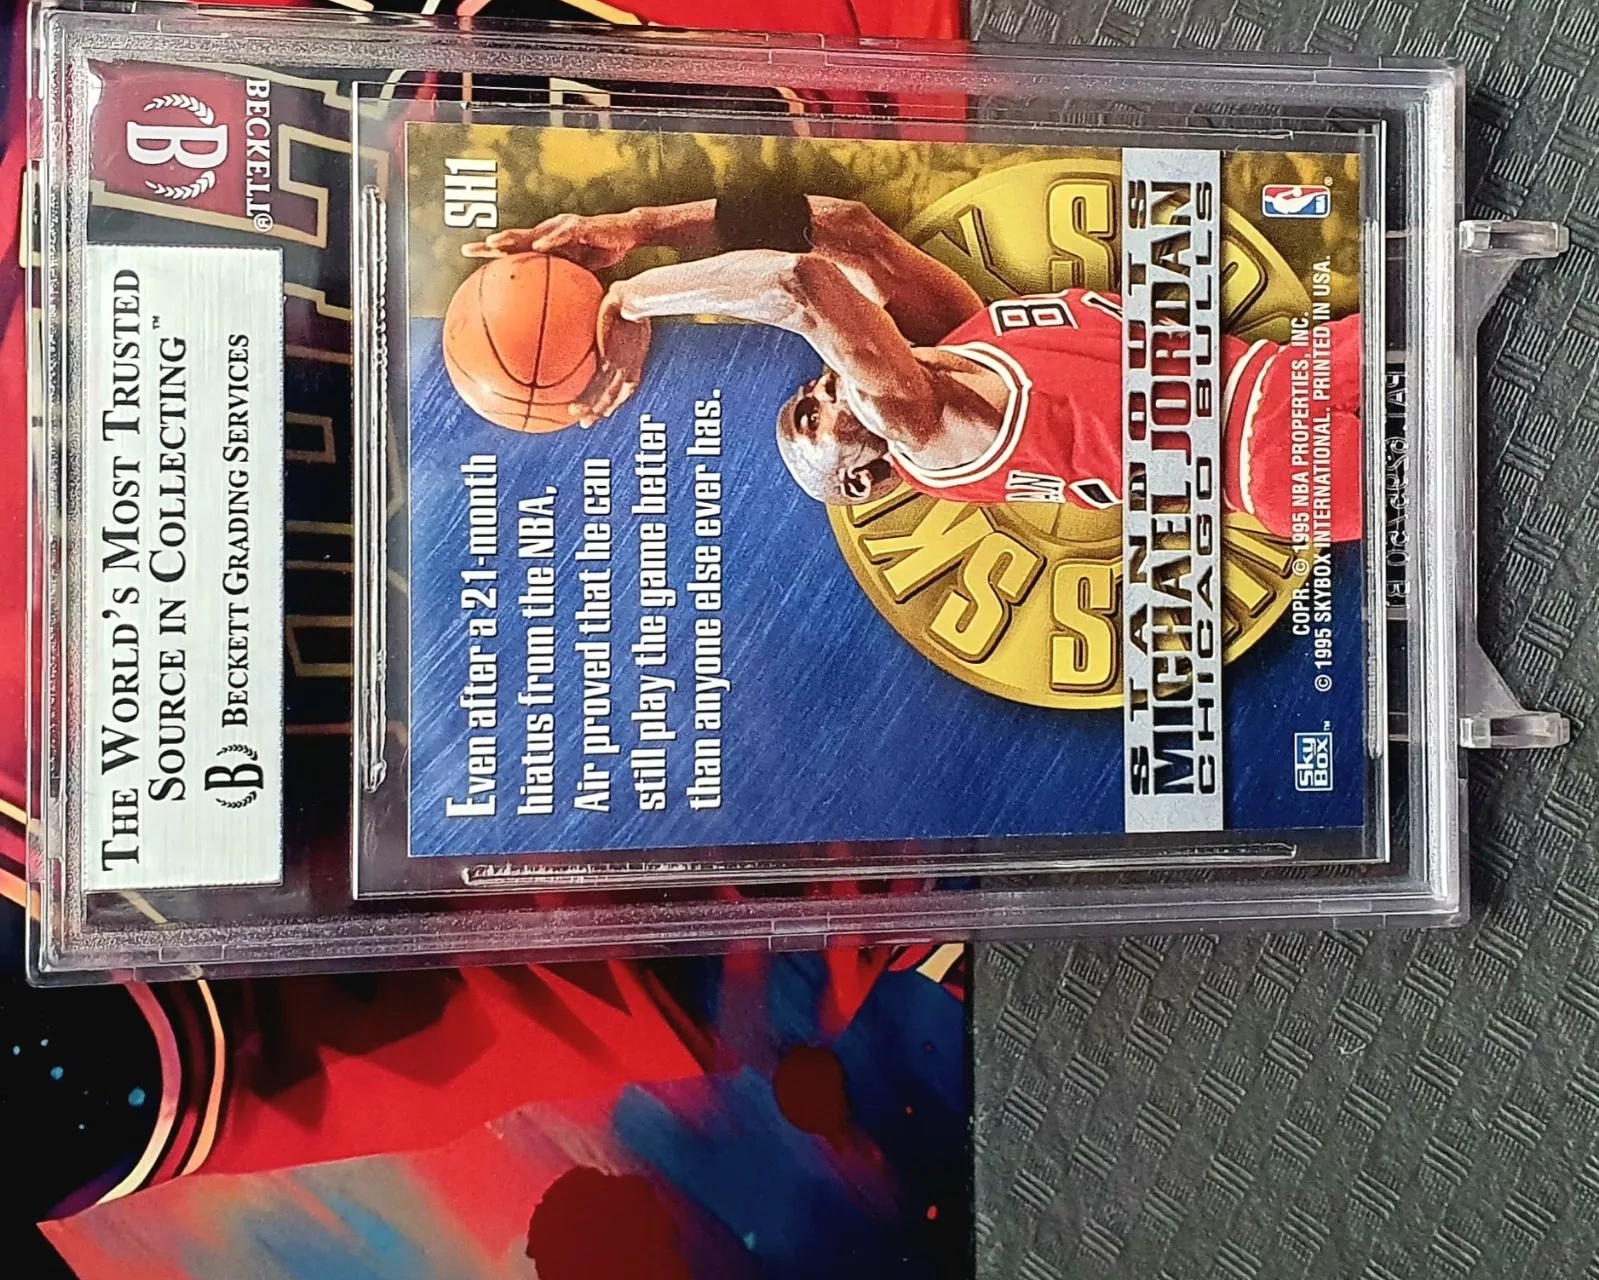 BECKETT®
B
THE WORLD'S MOST TRUSTED
SOURCE IN COLLECTING™
B BECKETT GRADING SERVICES
SH1
Even after a 21-month
hiatus from the NBA,
Air proved that he can
still play the game better
than anyone else ever has.
SK
S
STANDOUTS
MICHAEL JORDAN
CHICAGO BULLS
SkyBox™
COPR. © 1995 NBA PROPERTIES, INC.
© 1995 SKYBOX INTERNATIONAL. PRINTED IN USA.